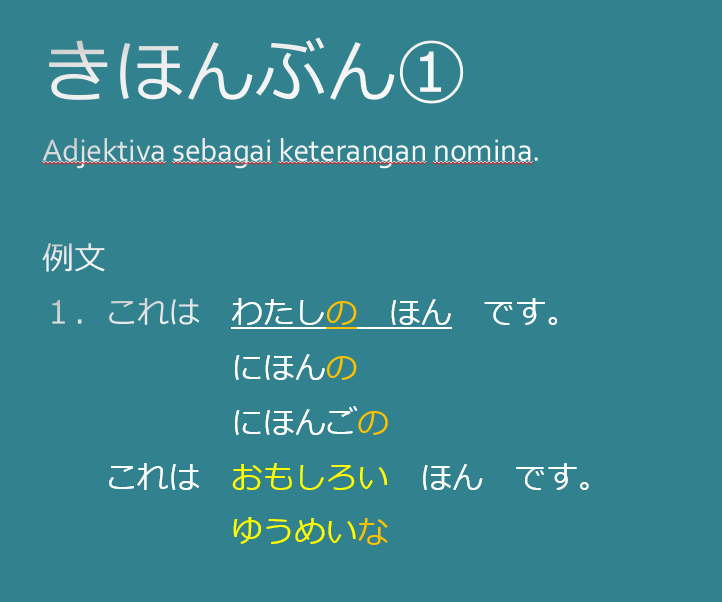 きほんぶん①
Adjektiva sebagai keterangan nomina.
例文
１．これは　わたしの　ほん　です。
にほんの
にほんごの
これは　おもしろい　ほん　です。
ゆうめいな